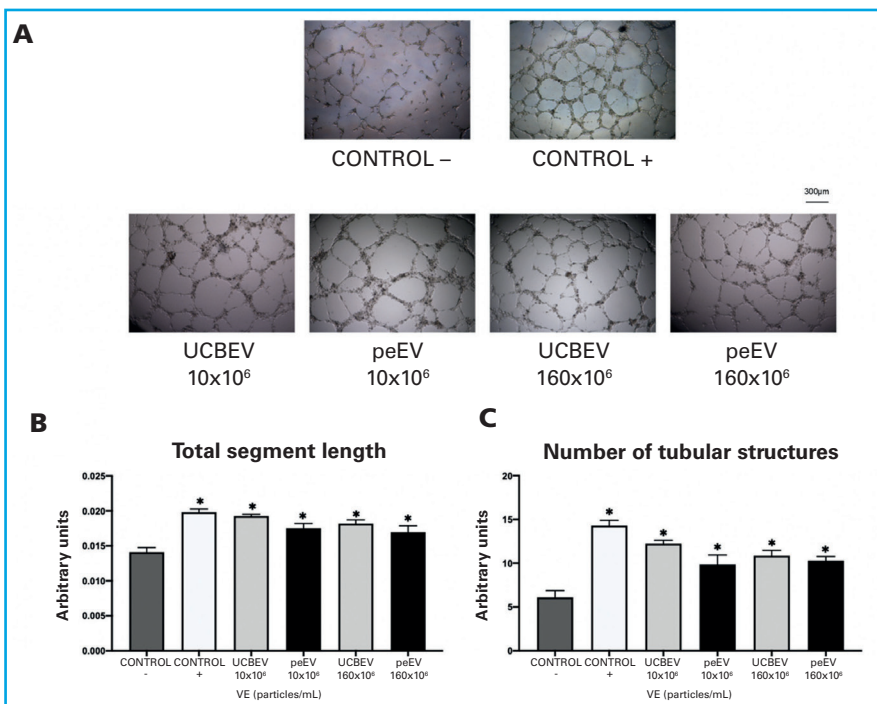 A
CONTROL – CONTROL +
300µm
UCBEV peEV UCBEV peEV
10x10⁶ 10x10⁶ 160x10⁶ 160x10⁶
B
Total segment length
Arbitrary units
0.025
0.020
0.015
0.010
0.005
0.000
* * * * *
CONTROL CONTROL UCBEV peEV UCBEV peEV
- + 10x10⁶ 10x10⁶ 160x10⁶ 160x10⁶
VE (particles/mL)
C
Number of tubular structures
Arbitrary units
20
15
10
5
0
* * * * *
CONTROL CONTROL UCBEV peEV UCBEV peEV
- + 10x10⁶ 10x10⁶ 160x10⁶ 160x10⁶
VE (particles/mL)